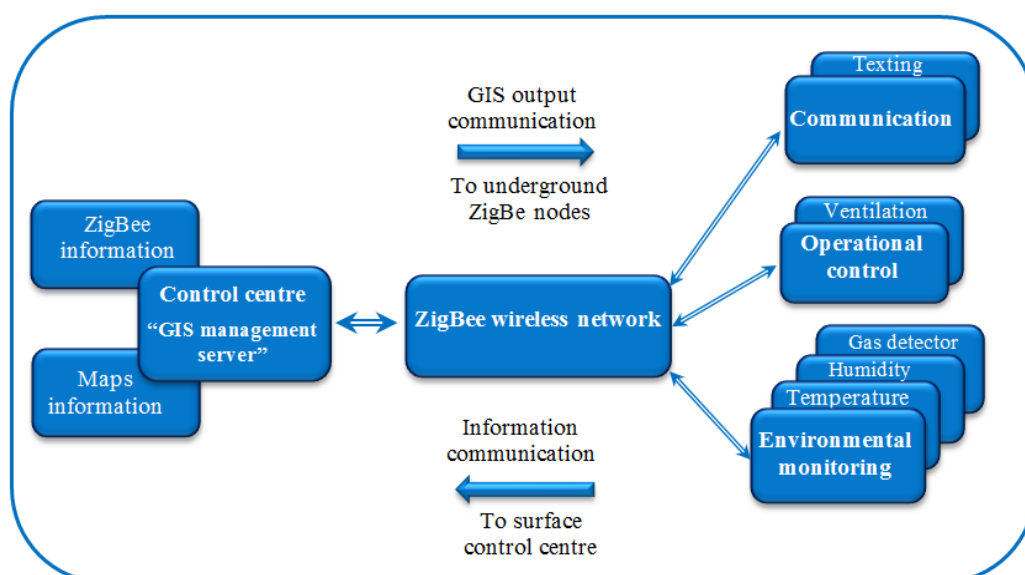 ZigBee
information
Control centre
“GIS management
server”
Maps
information
GIS output
communication
To underground
ZigBe nodes
ZigBee wireless network
Information
communication
To surface
control centre
Texting
Communication
Ventilation
Operational
control
Gas detector
Humidity
Temperature
Environmental
monitoring